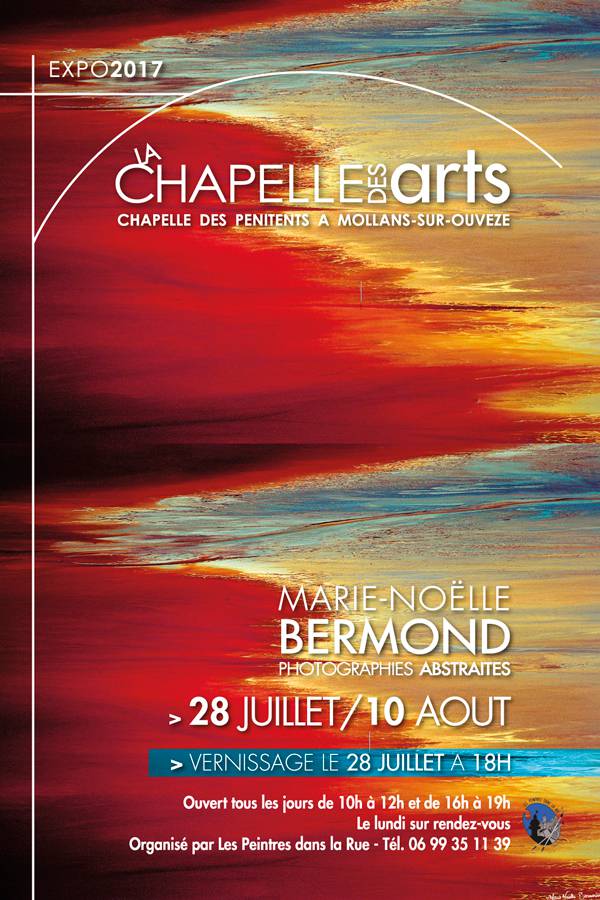 EXPO2017
LA CHAPELLE DES arts
CHAPELLE DES PENITENTS A MOLLANS-SUR-OUVEZE
MARIE-NOËLLE
BERMOND
PHOTOGRAPHIES ABSTRAITES
> 28 JUILLET/10 AOUT
> VERNISSAGE LE 28 JUILLET A 18H
Ouvert tous les jours de 10h à 12h et de 16h à 19h
Le lundi sur rendez-vous
Organisé par Les Peintres dans la Rue - Tél. 06 99 35 11 39